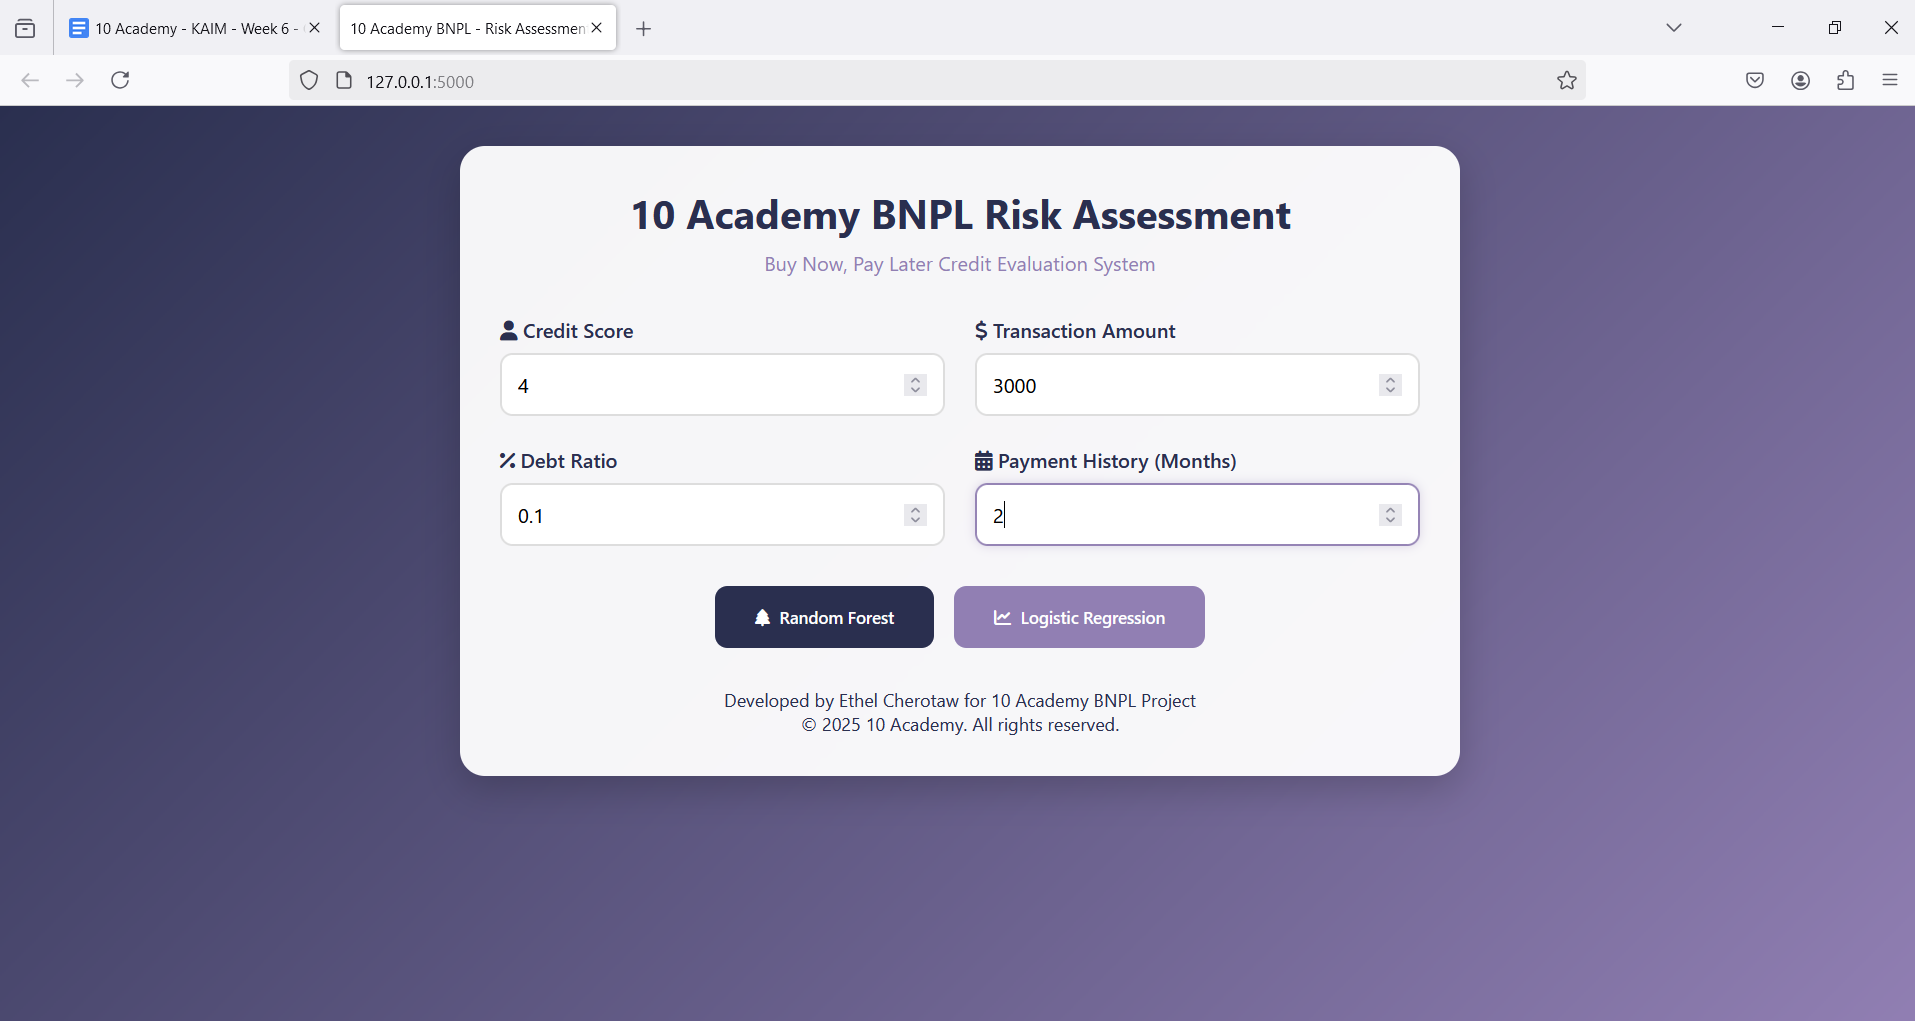 10 Academy - KAIM - Week 6 -
10 Academy BNPL - Risk Assessmen
127.0.0.1:5000
10 Academy BNPL Risk Assessment
Buy Now, Pay Later Credit Evaluation System
Credit Score
Transaction Amount
4
3000
Debt Ratio
Payment History (Months)
0.1
2
Random Forest
Logistic Regression
Developed by Ethel Cherotaw for 10 Academy BNPL Project
© 2025 10 Academy. All rights reserved.